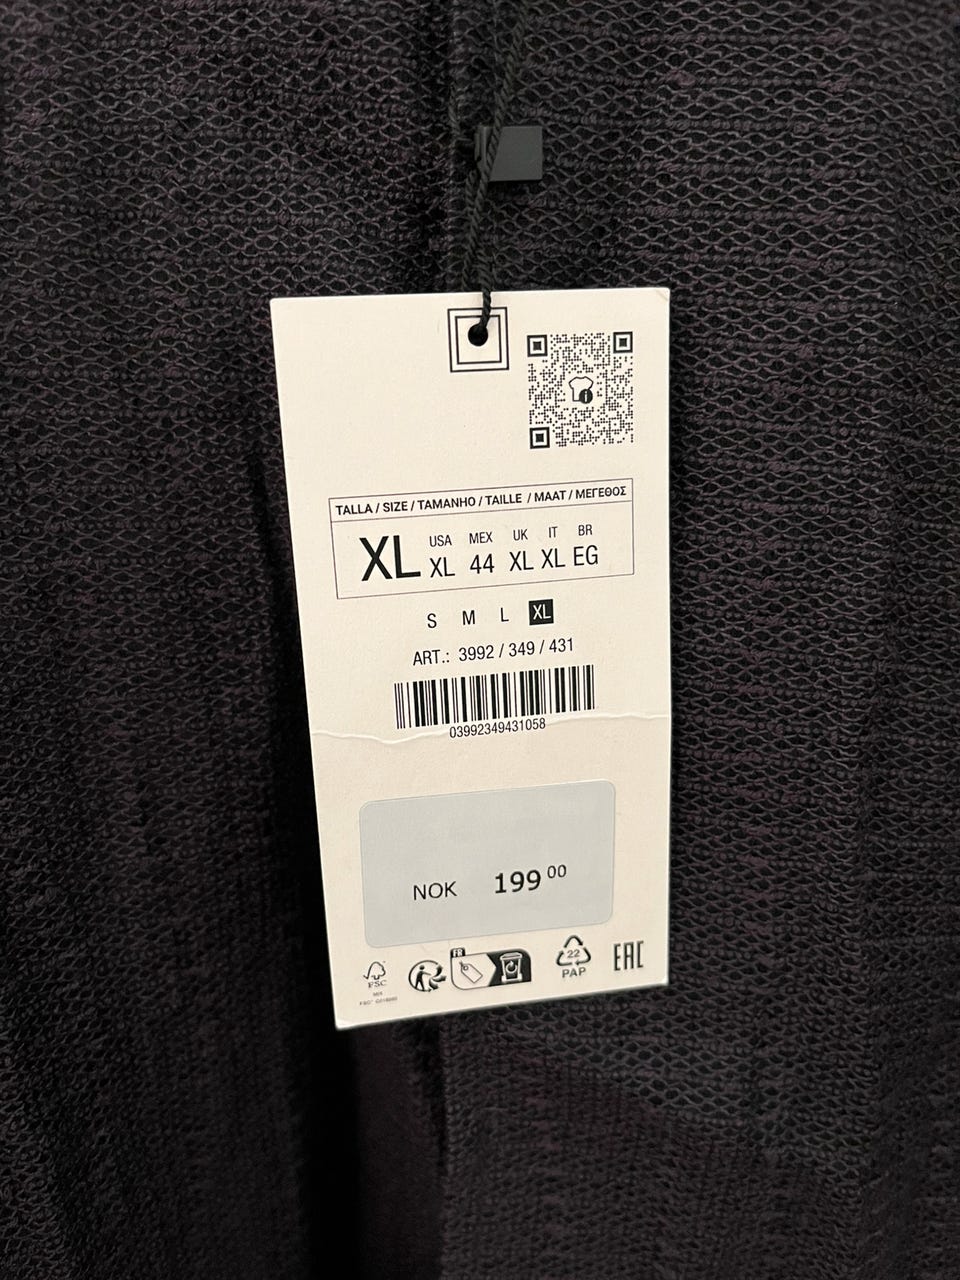 TALLA / SIZE / TAMANHO / TAILLE / MAAT / ΜΕΓΕΘΟΣ
USA MEX UK IT BR
XL XL 44 XL XL EG
S M L XL
ART.: 3992 / 349 / 431
03992349431058
NOK 199 00
FR
22
FSC
PAP
EAC